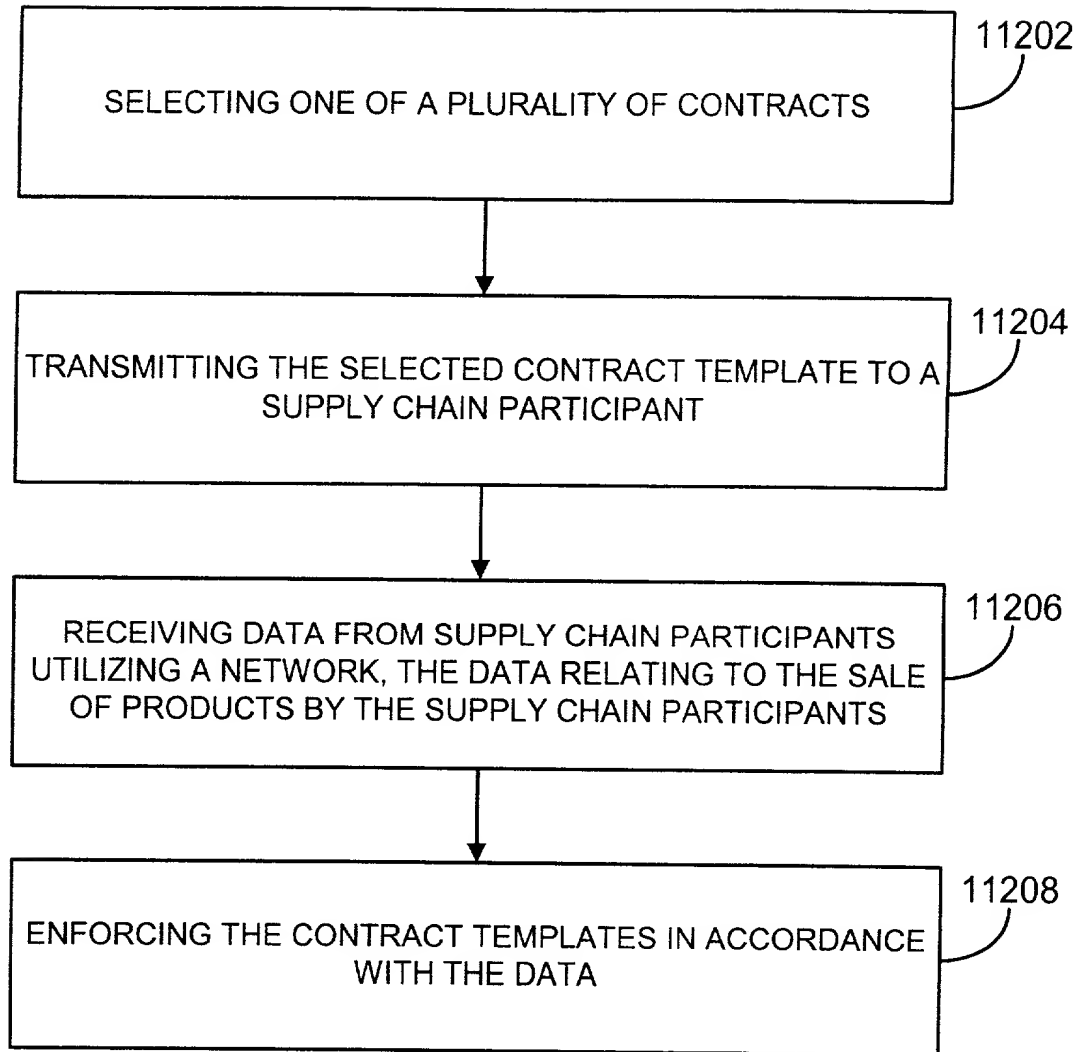 11202
SELECTING ONE OF A PLURALITY OF CONTRACTS
11204
TRANSMITTING THE SELECTED CONTRACT TEMPLATE TO A
SUPPLY CHAIN PARTICIPANT
11206
RECEIVING DATA FROM SUPPLY CHAIN PARTICIPANTS
UTILIZING A NETWORK, THE DATA RELATING TO THE SALE
OF PRODUCTS BY THE SUPPLY CHAIN PARTICIPANTS
11208
ENFORCING THE CONTRACT TEMPLATES IN ACCORDANCE
WITH THE DATA